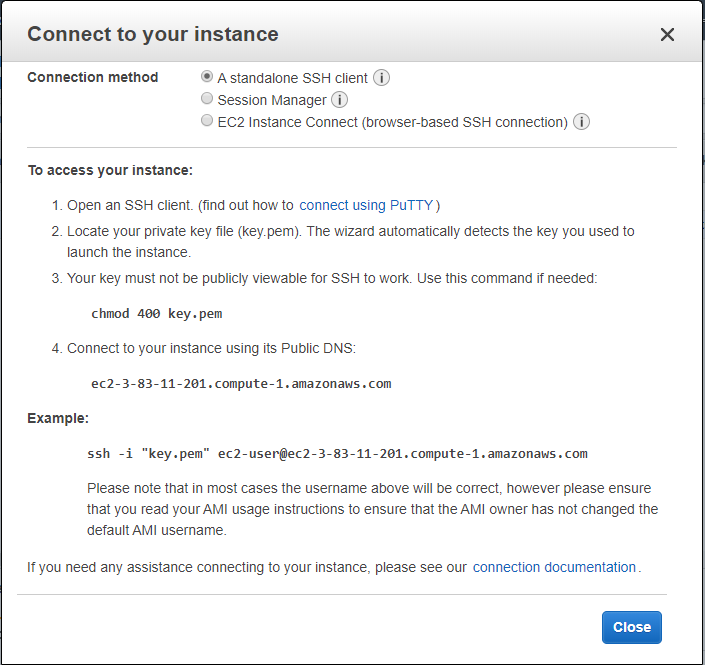 Connect to your instance
Connection method
A standalone SSH client
Session Manager
EC2 Instance Connect (browser-based SSH connection)
To access your instance:
1. Open an SSH client. (find out how to connect using PuTTY )
2. Locate your private key file (key.pem). The wizard automatically detects the key you used to
launch the instance.
3. Your key must not be publicly viewable for SSH to work. Use this command if needed:
chmod 400 key.pem
4. Connect to your instance using its Public DNS:
ec2-3-83-11-201.compute-1.amazonaws.com
Example:
ssh -i "key.pem" ec2-user@ec2-3-83-11-201.compute-1.amazonaws.com
Please note that in most cases the username above will be correct, however please ensure
that you read your AMI usage instructions to ensure that the AMI owner has not changed the
default AMI username.
If you need any assistance connecting to your instance, please see our connection documentation .
Close